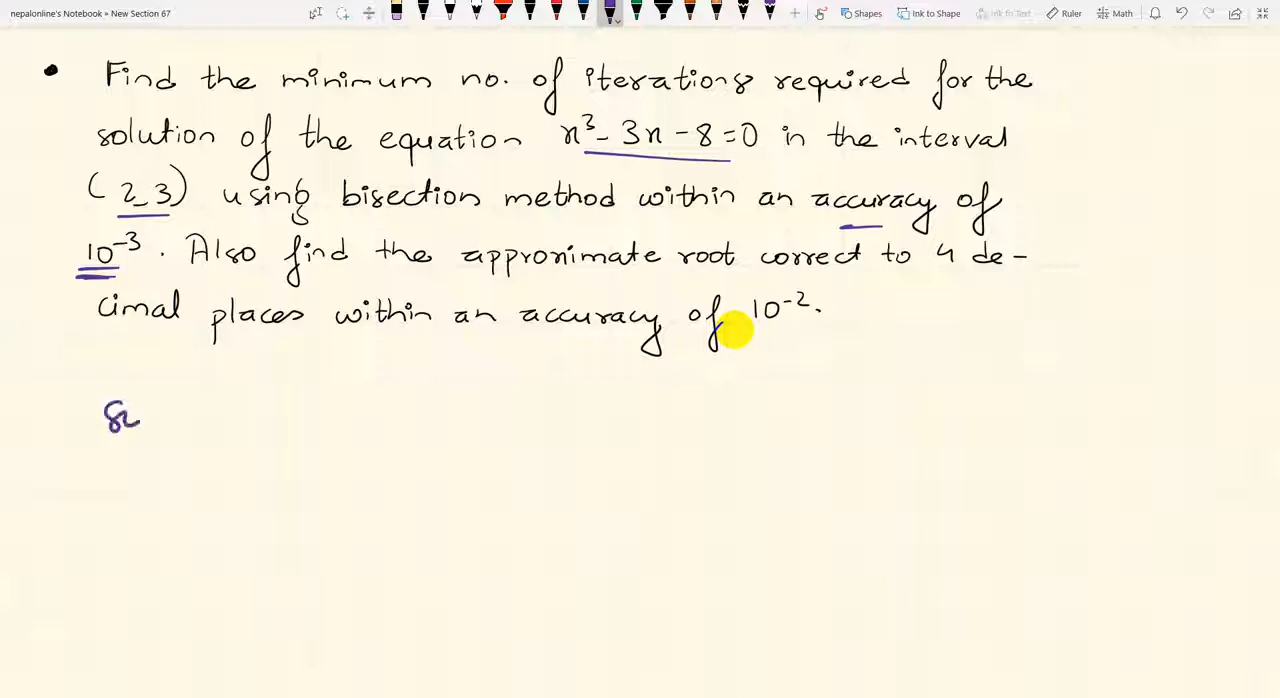 nepalonline's Notebook » New Section 67
Shapes Ink to Shape Ink to Text Ruler Math
• Find the minimum no. of iterations required for the
solution of the equation x³ - 3x - 8 = 0 in the interval
(2, 3) using bisection method within an accuracy of
10⁻³. Also find the approximate root correct to 4 de-
cimal places within an accuracy of 10⁻².